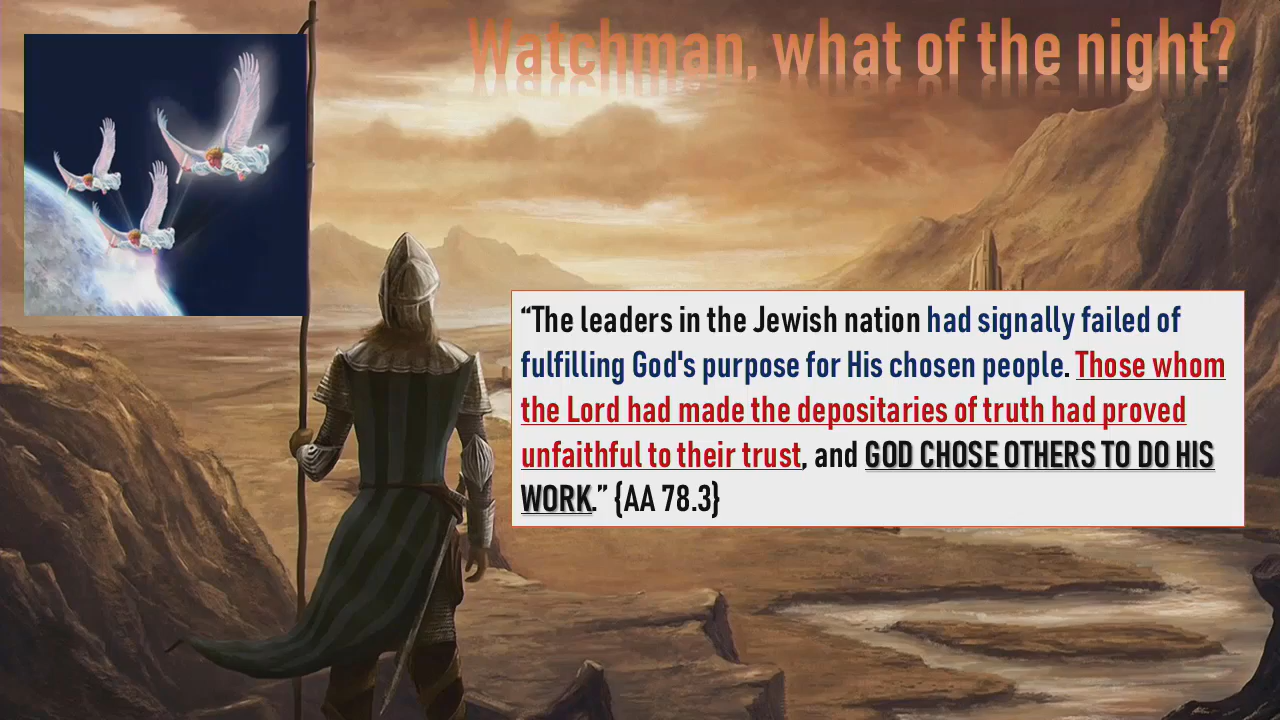 Watchman, what of the night?
“The leaders in the Jewish nation had signally failed of
fulfilling God's purpose for His chosen people. Those whom
the Lord had made the depositaries of truth had proved
unfaithful to their trust, and GOD CHOSE OTHERS TO DO HIS
WORK.” {AA 78.3}